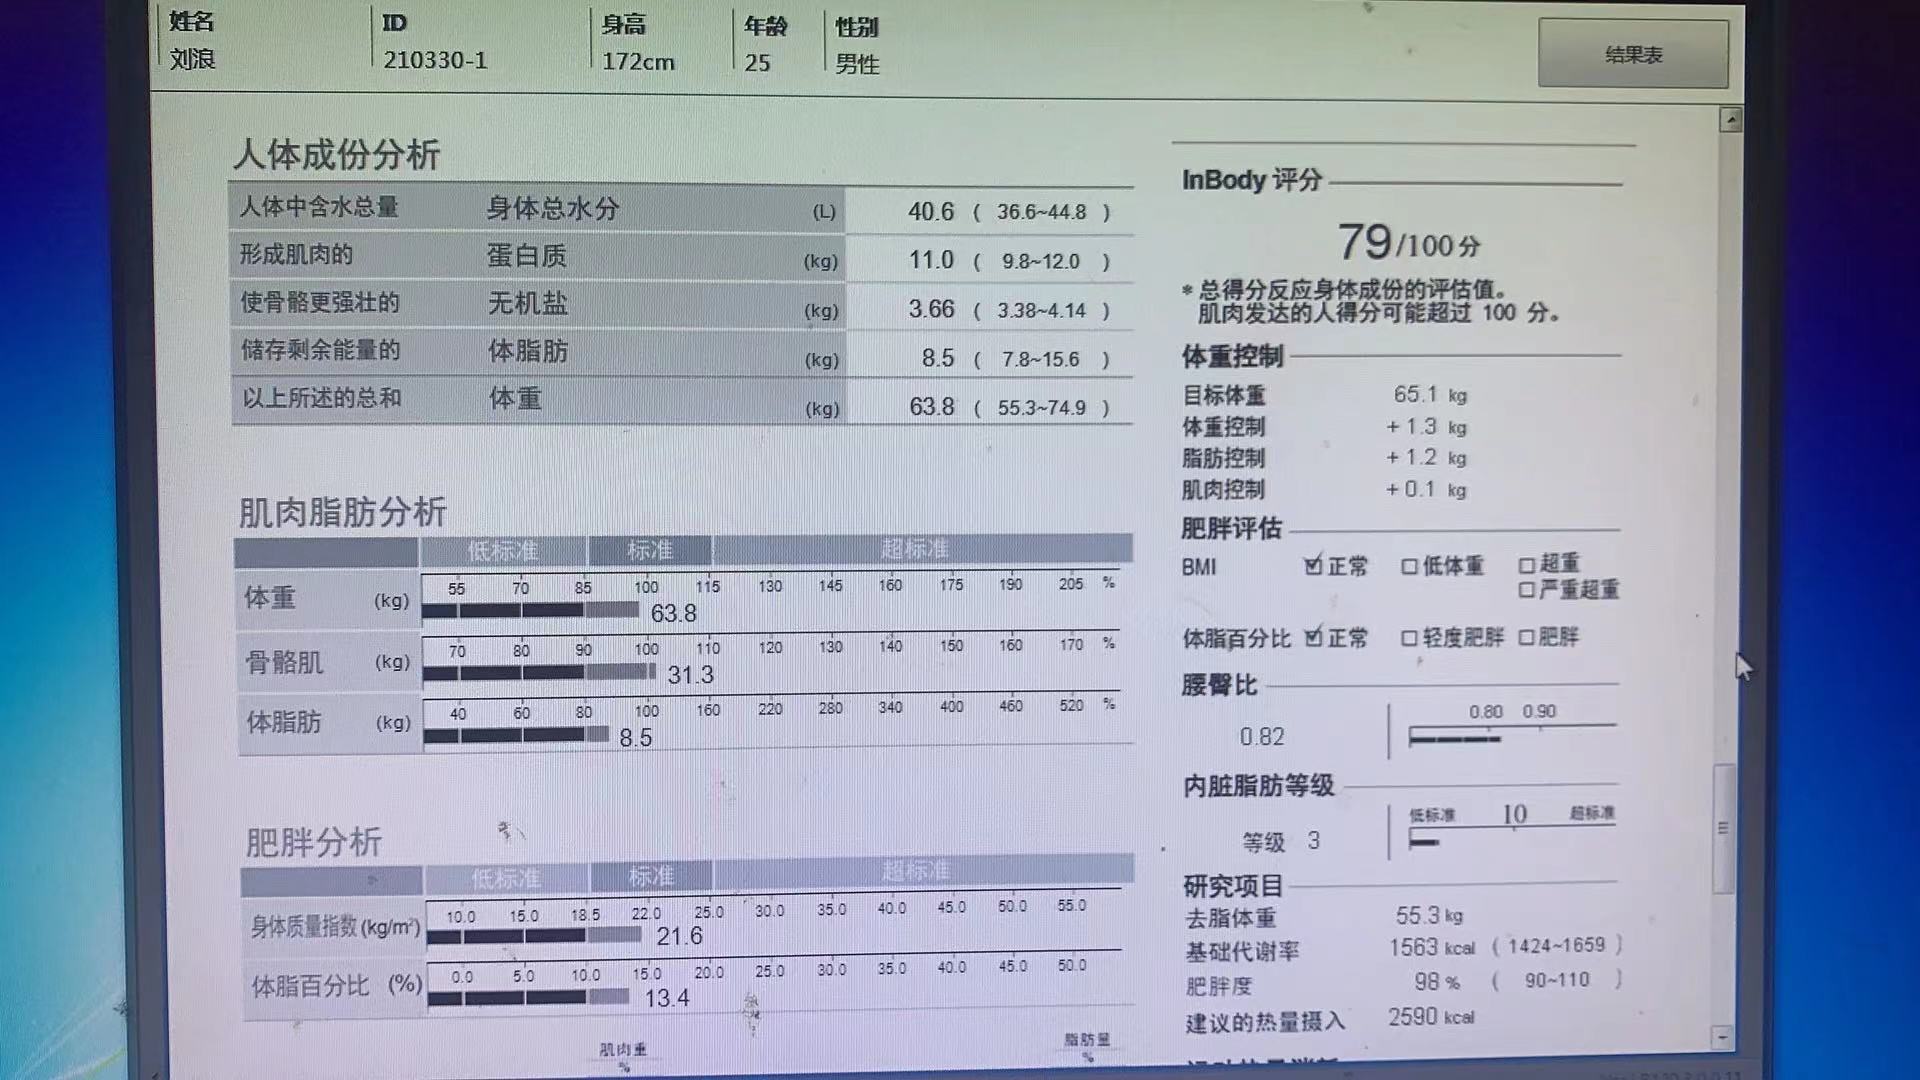 姓名 ID 身高 年龄 性别
刘浪 210330-1 172cm 25 男性
结果表
人体成份分析
人体中含水总量 身体总水分 (L) 40.6 ( 36.6~44.8 )
形成肌肉的 蛋白质 (kg) 11.0 ( 9.8~12.0 )
使骨骼更强壮的 无机盐 (kg) 3.66 ( 3.38~4.14 )
储存剩余能量的 体脂肪 (kg) 8.5 ( 7.8~15.6 )
以上所述的总和 体重 (kg) 63.8 ( 55.3~74.9 )
肌肉脂肪分析
低标准 标准 超标准
体重 (kg) 55 70 85 100 115 130 145 160 175 190 205 %
63.8
骨骼肌 (kg) 70 80 90 100 110 120 130 140 150 160 170 %
31.3
体脂肪 (kg) 40 60 80 100 160 220 280 340 400 460 520 %
8.5
肥胖分析
低标准 标准 超标准
身体质量指数 (kg/m²) 10.0 15.0 18.5 22.0 25.0 30.0 35.0 40.0 45.0 50.0 55.0
21.6
体脂百分比 (%) 0.0 5.0 10.0 15.0 20.0 25.0 30.0 35.0 40.0 45.0 50.0
13.4
肌肉重 脂肪量
% %
InBody 评分
79/100 分
* 总得分反应身体成份的评估值。
肌肉发达的人得分可能超过 100 分。
体重控制
目标体重 65.1 kg
体重控制 + 1.3 kg
脂肪控制 + 1.2 kg
肌肉控制 + 0.1 kg
肥胖评估
BMI 正常 低体重 超重
严重超重
体脂百分比 正常 轻度肥胖 肥胖
腰臀比
0.80 0.90
0.82
内脏脂肪等级
低标准 10 超标准
等级 3
研究项目
去脂体重 55.3 kg
基础代谢率 1563 kcal ( 1424~1659 )
肥胖度 98 % ( 90~110 )
建议的热量摄入 2590 kcal